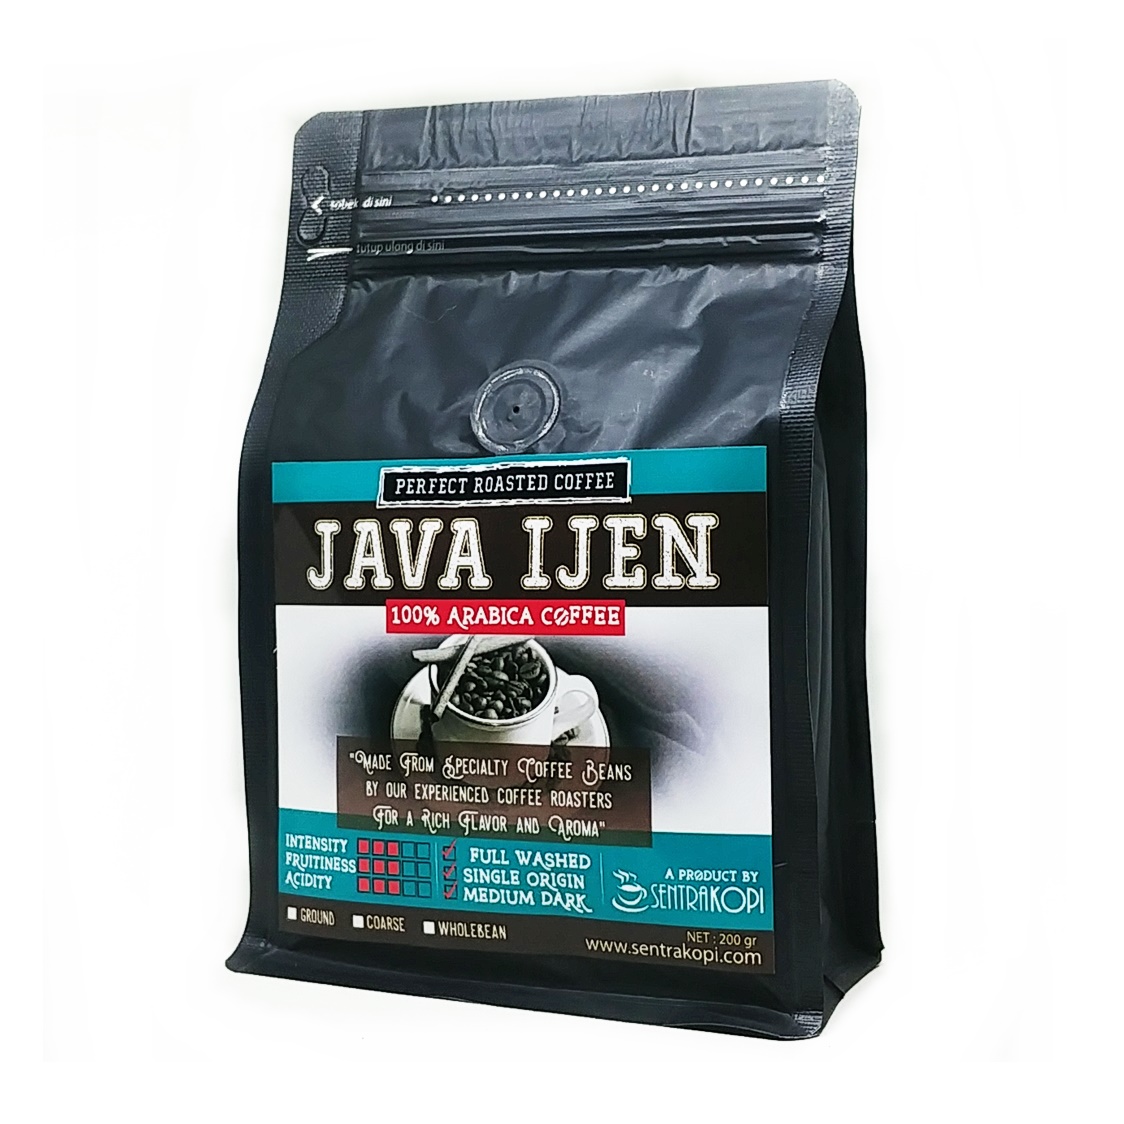 sobek di sini
tutup ulang di sini
PERFECT ROASTED COFFEE
JAVA IJEN
100% ARABICA COFFEE
"MADE FROM SPECIALTY COFFEE BEANS
BY OUR EXPERIENCED COFFEE ROASTERS
FOR A RICH FLAVOR AND AROMA"
INTENSITY
FRUITINESS
ACIDITY
FULL WASHED
SINGLE ORIGIN
MEDIUM DARK
A PRODUCT BY
SENTRAKOPI
GROUND
COARSE
WHOLEBEAN
NET : 200 gr
www.sentrakopi.com